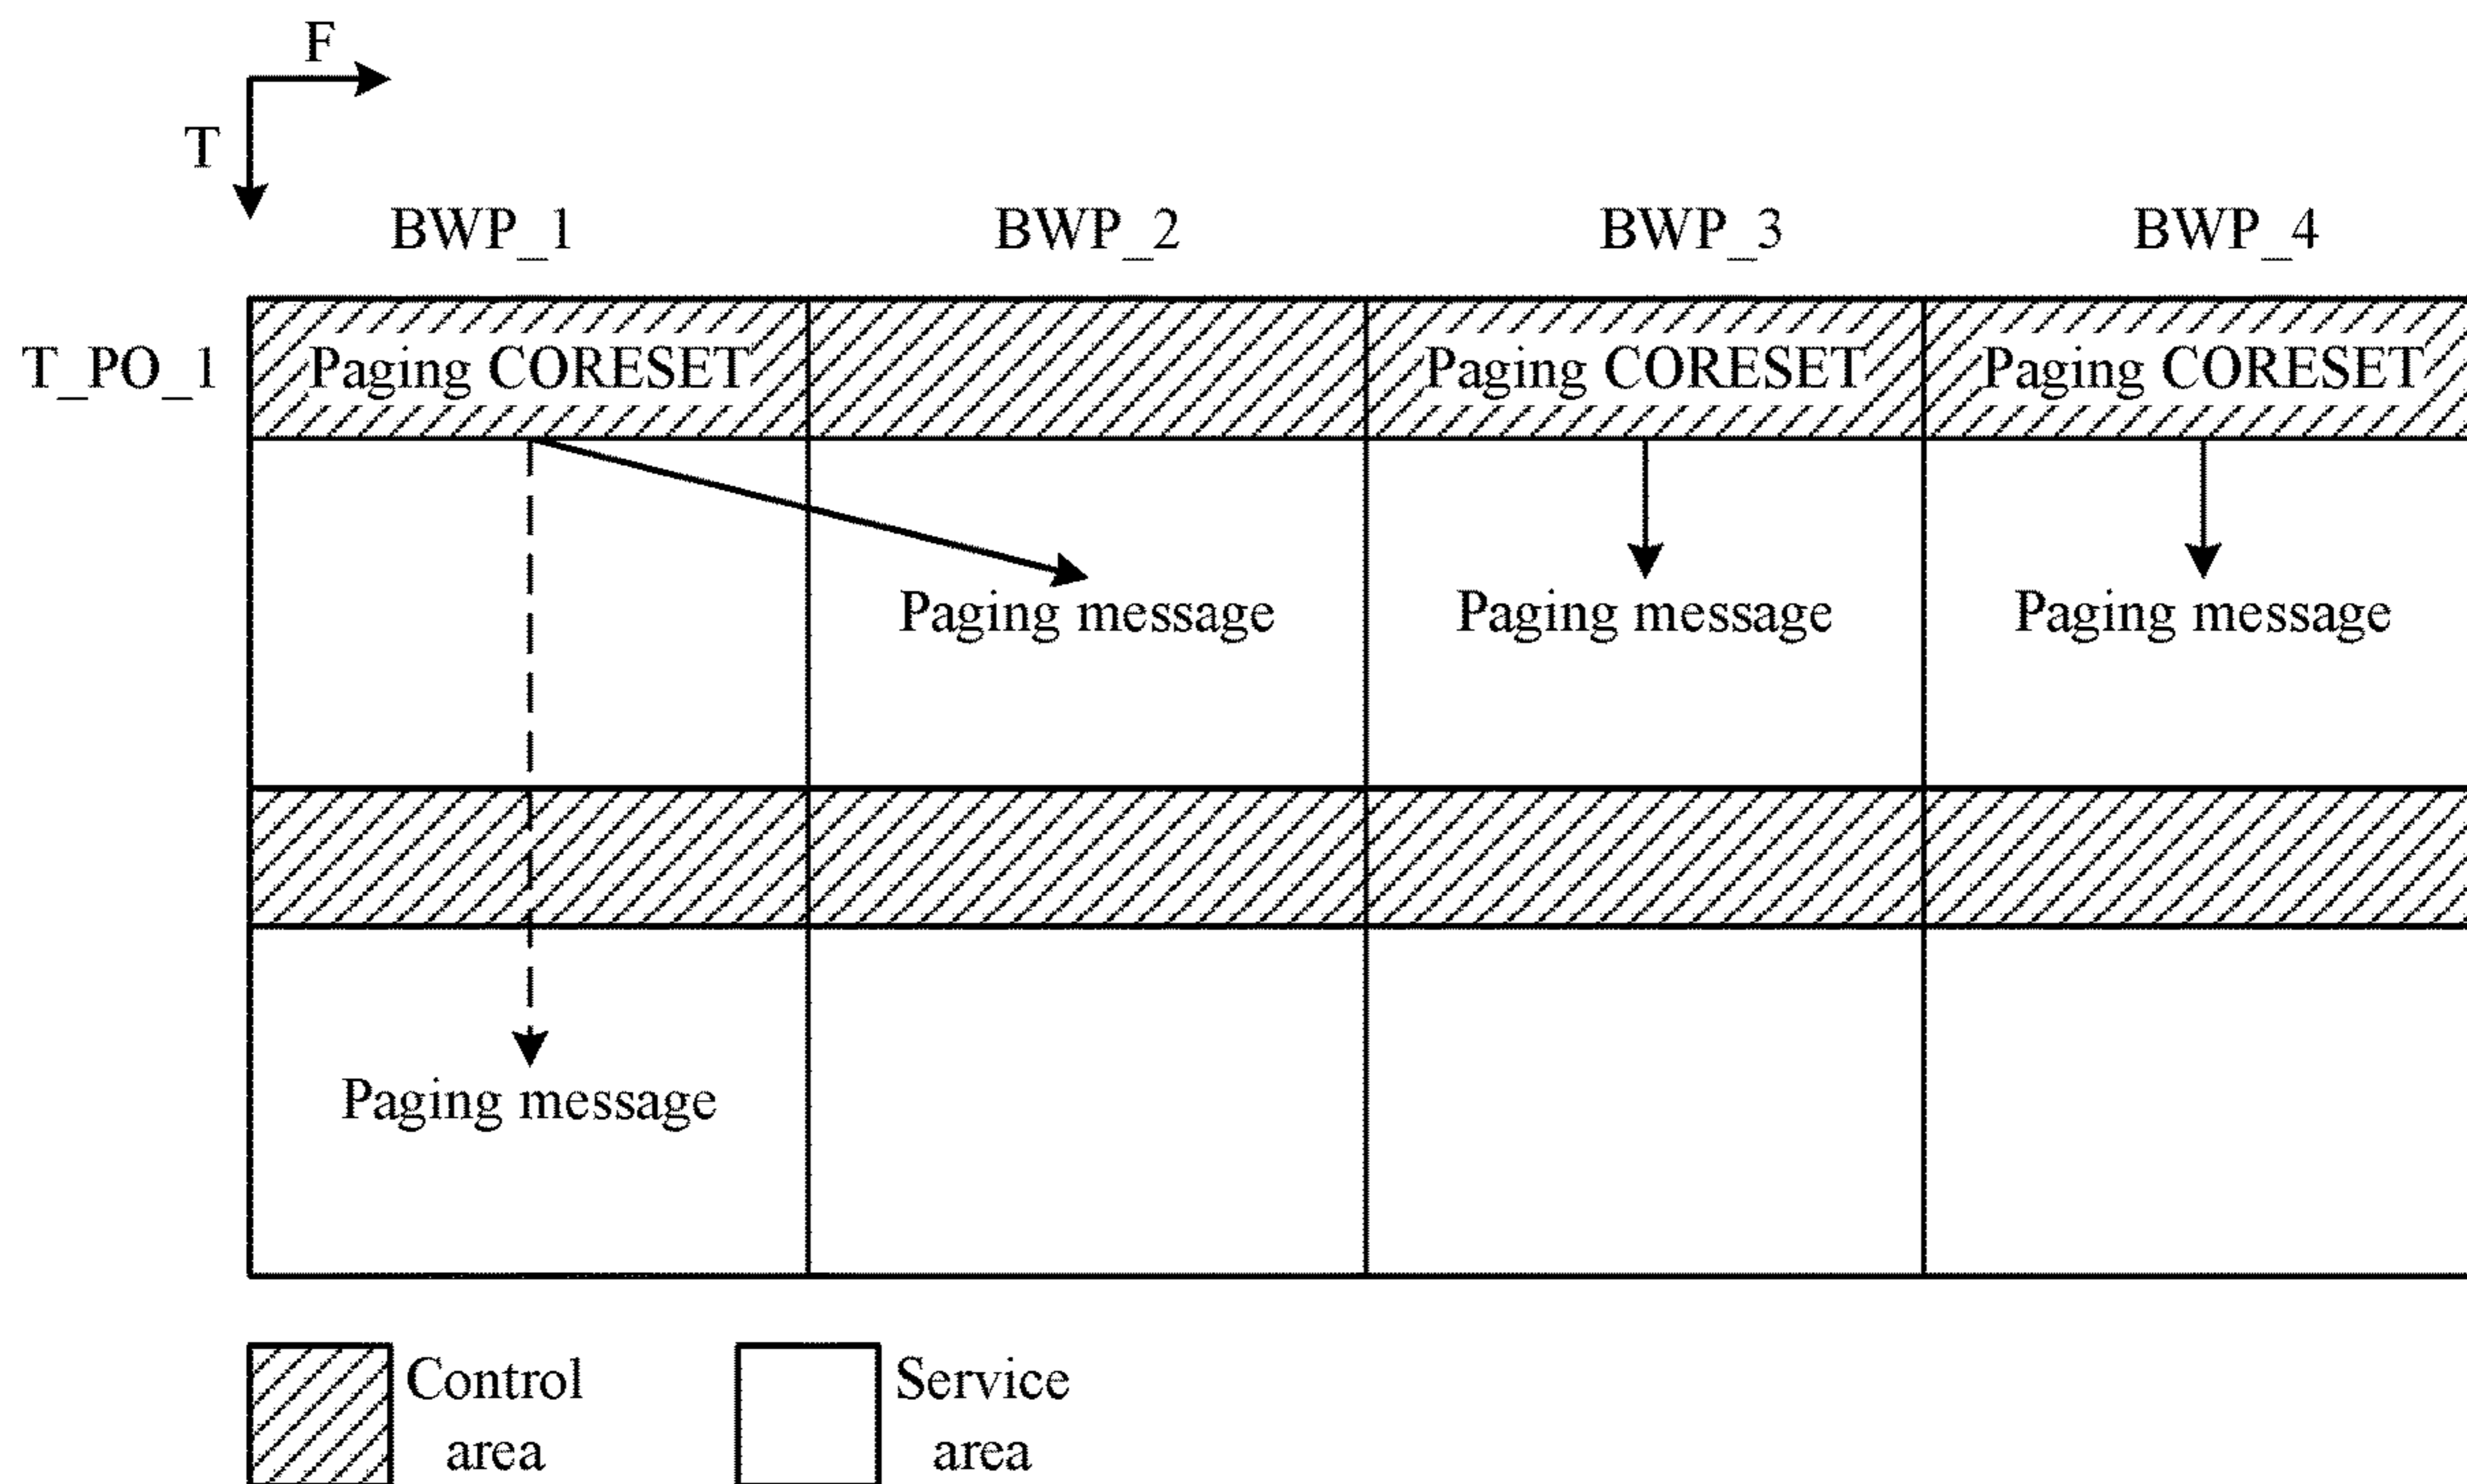 F
T
BWP_1 BWP_2 BWP_3 BWP_4
T_PO_1 Paging CORESET Paging CORESET Paging CORESET
Paging message Paging message Paging message
Paging message
Control area
Service area